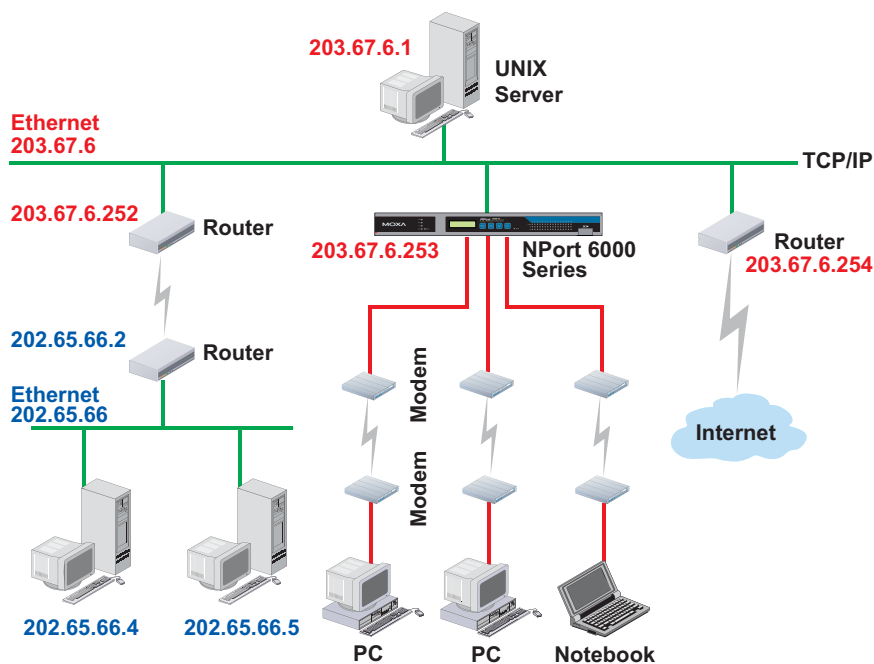 203.67.6.1
UNIX
Server
Ethernet
203.67.6
TCP/IP
203.67.6.252
Router
MOXA
203.67.6.253
NPort 6000
Series
Router
203.67.6.254
202.65.66.2
Router
Ethernet
202.65.66
Modem
Modem
Internet
202.65.66.4
202.65.66.5
PC
PC
Notebook